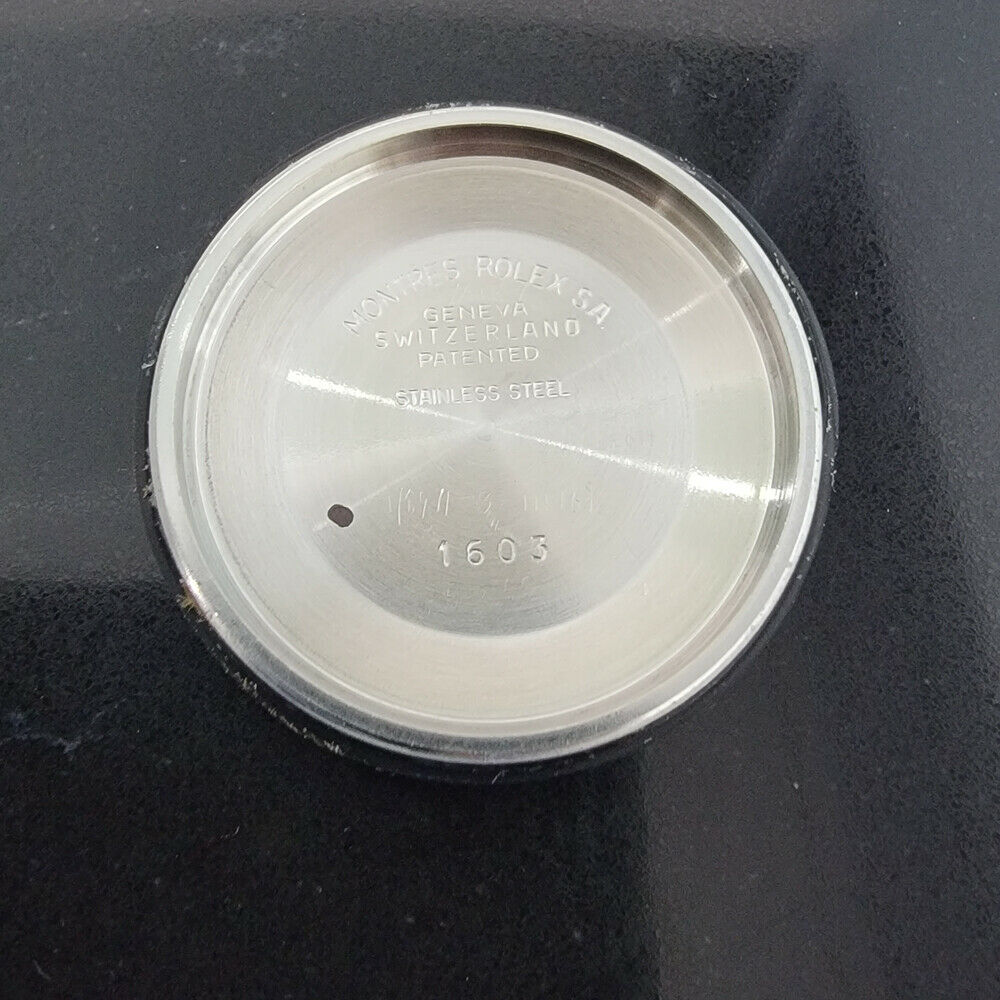 MONTRES ROLEX S.A.
GENEVA
SWITZERLAND
PATENTED
STAINLESS STEEL
1603